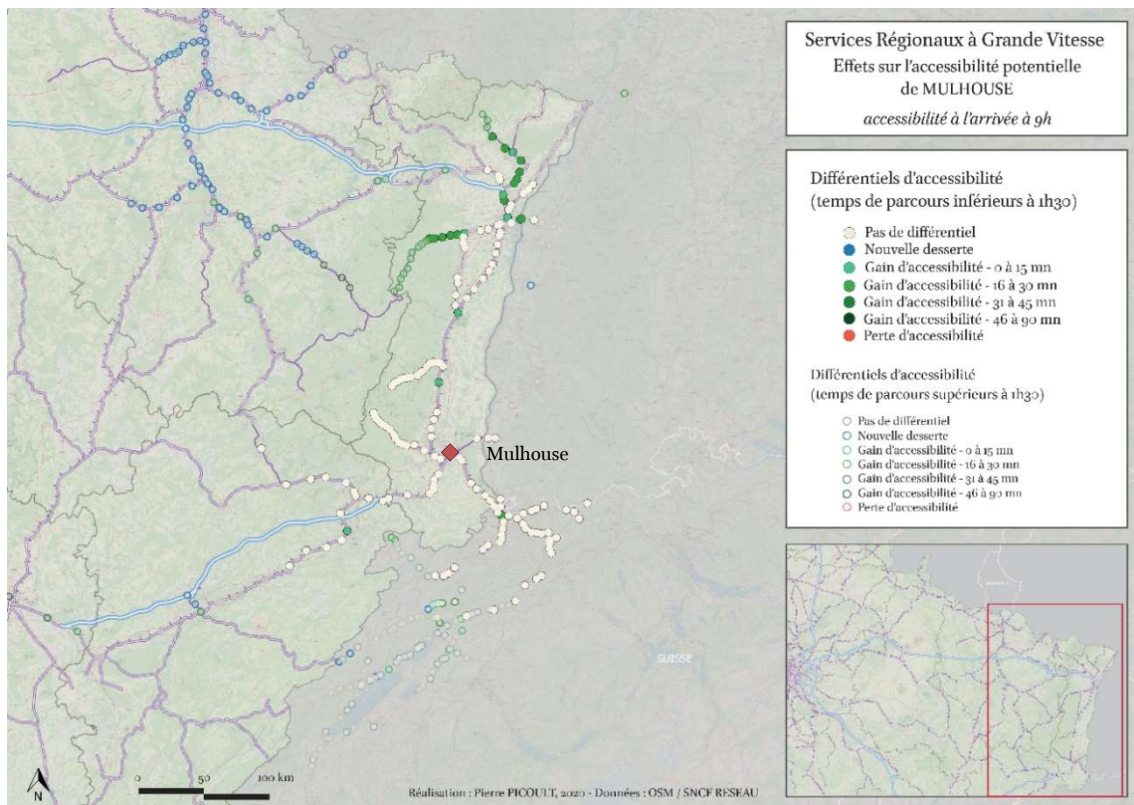 Services Régionaux à Grande Vitesse
Effets sur l'accessibilité potentielle
de MULHOUSE
accessibilité à l'arrivée à 9h
Différentiels d'accessibilité
(temps de parcours inférieurs à 1h30)
Pas de différentiel
Nouvelle desserte
Gain d'accessibilité - 0 à 15 mn
Gain d'accessibilité - 16 à 30 mn
Gain d'accessibilité - 31 à 45 mn
Gain d'accessibilité - 46 à 90 mn
Perte d'accessibilité
Différentiels d'accessibilité
(temps de parcours supérieurs à 1h30)
Pas de différentiel
Nouvelle desserte
Gain d'accessibilité - 0 à 15 mn
Gain d'accessibilité - 16 à 30 mn
Gain d'accessibilité - 31 à 45 mn
Gain d'accessibilité - 46 à 90 mn
Perte d'accessibilité
Mulhouse
SUISSE
N
0 50 100 km
Réalisation : Pierre PICOULT, 2020 - Données : OSM / SNCF RESEAU